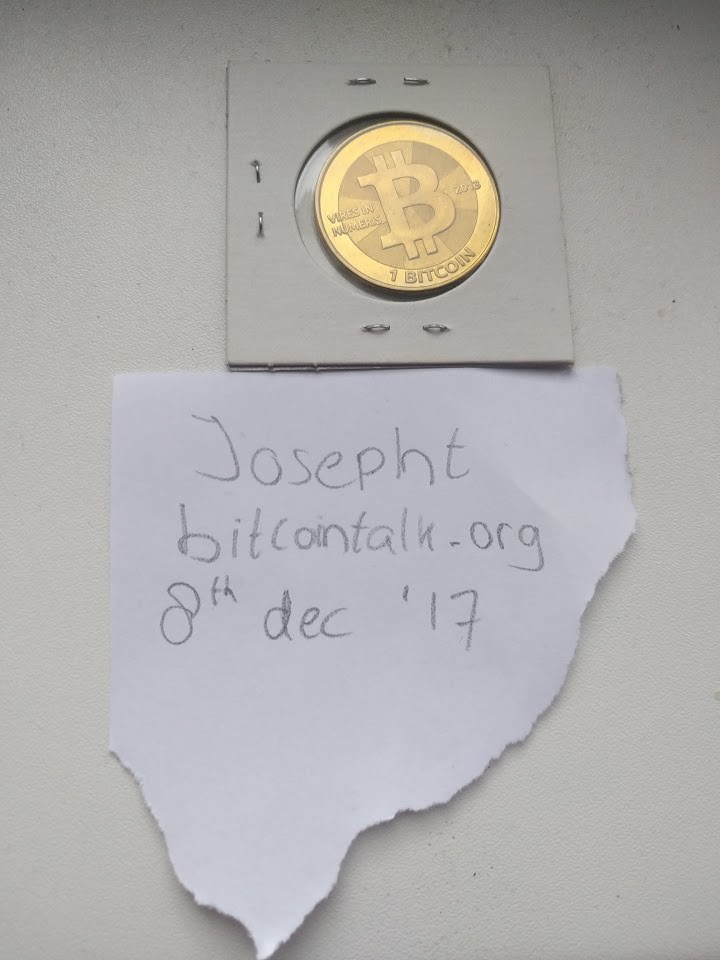 VIRES IN
NUMERIS.
2013
1 BITCOIN
Josepht
bitcointalk.org
8th dec '17